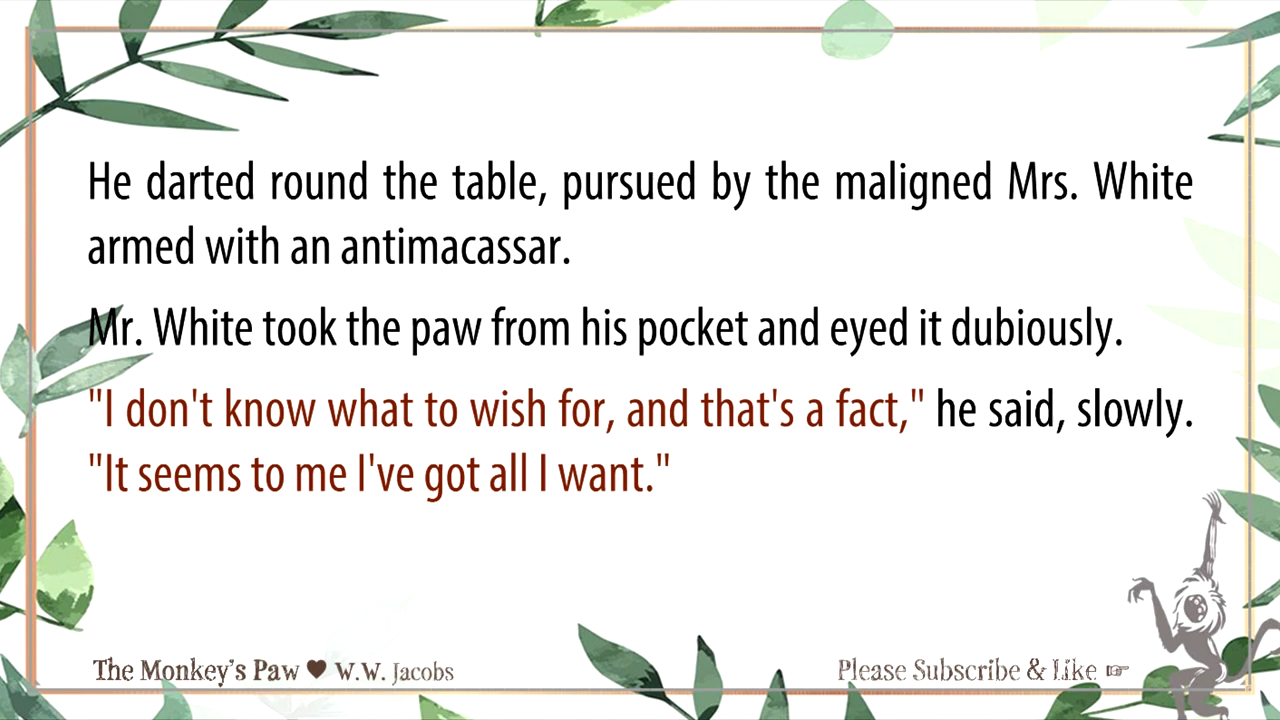 He darted round the table, pursued by the maligned Mrs. White
armed with an antimacassar.
Mr. White took the paw from his pocket and eyed it dubiously.
"I don't know what to wish for, and that's a fact," he said, slowly.
"It seems to me I've got all I want."
The Monkey's Paw ♥ W.W. Jacobs
Please Subscribe & Like ☞